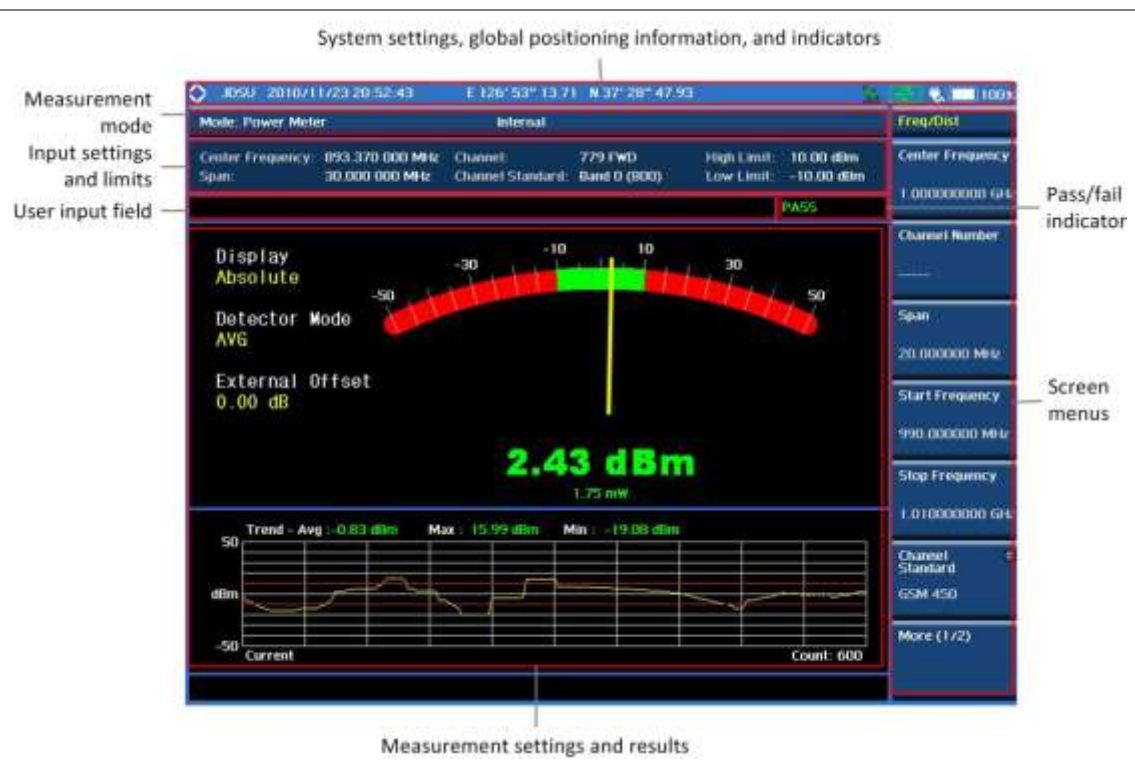 System settings, global positioning information, and indicators
Measurement mode
Input settings and limits
User input field
JDSU 2010/11/23 20:52:43 E 126° 53" 13.71 N 37° 28" 47.93 100%
Mode: Power Meter Internal
Center Frequency: 893.370 000 MHz Channel: 779 FWD High Limit: 10.00 dBm
Span: 30.000 000 MHz Channel Standard: Band 0 (800) Low Limit: -10.00 dBm
PASS
Display
Absolute
Detector Mode
AVG
External Offset
0.00 dB
-50 -30 -10 10 30 50
2.43 dBm
1.75 mW
Trend - Avg : -0.83 dBm Max : 15.99 dBm Min : -19.08 dBm
50
dBm
-50
Current Count: 600
Freq/Dist
Center Frequency
1.000000000 GHz
Channel Number
-----
Span
20.000000 MHz
Start Frequency
990.000000 MHz
Stop Frequency
1.010000000 GHz
Channel
Standard
GSM 450
More (1/2)
Pass/fail indicator
Screen menus
Measurement settings and results